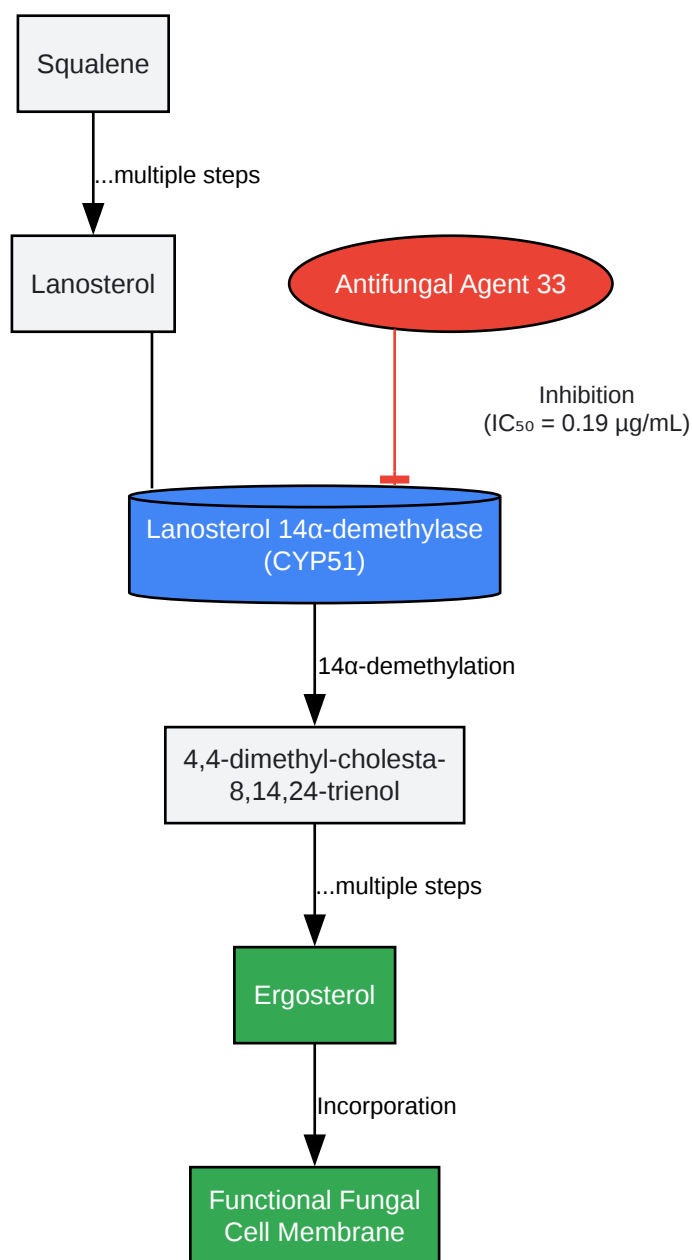 Squalene
...multiple steps
Lanosterol
Antifungal Agent 33
Inhibition
(IC₅₀ = 0.19 µg/mL)
Lanosterol 14α-demethylase
(CYP51)
14α-demethylation
4,4-dimethyl-cholesta-
8,14,24-trienol
...multiple steps
Ergosterol
Incorporation
Functional Fungal
Cell Membrane